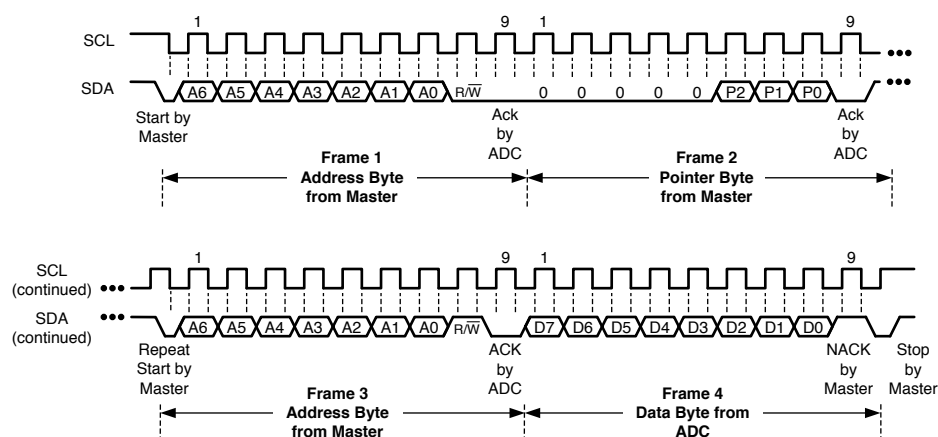 1 9 1 9
SCL
SDA A6 A5 A4 A3 A2 A1 A0 R/W̅ 0 0 0 0 0 P2 P1 P0
Start by
Master
Ack
by
ADC
Ack
by
ADC
Frame 1
Address Byte
from Master
Frame 2
Pointer Byte
from Master
1 9 1 9
SCL
(continued)
SDA
(continued)
A6 A5 A4 A3 A2 A1 A0 R/W̅ D7 D6 D5 D4 D3 D2 D1 D0
Repeat
Start by
Master
ACK
by
ADC
NACK
by
Master
Stop
by
Master
Frame 3
Address Byte
from Master
Frame 4
Data Byte from
ADC